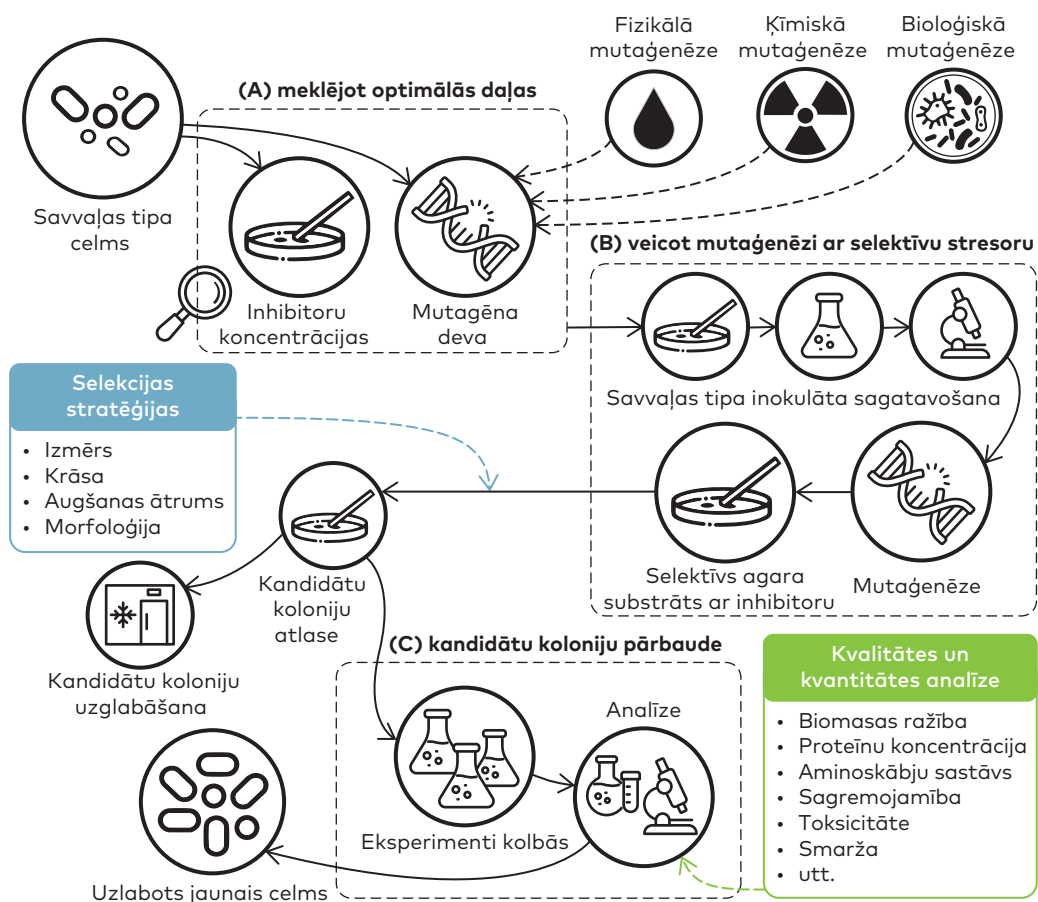 Fizikālā
mutaģenēze
Ķīmiskā
mutaģenēze
Bioloģiskā
mutaģenēze
(A) meklējot optimālās daļas
Savvaļas tipa
celms
Inhibitoru
koncentrācijas
Mutagēna
deva
(B) veicot mutaģenēzi ar selektīvu stresoru
Savvaļas tipa inokulāta sagatavošana
Selekcijas
stratēģijas
• Izmērs
• Krāsa
• Augšanas ātrums
• Morfoloģija
Selektīvs agara
substrāts ar inhibitoru
Mutaģenēze
Kandidātu
koloniju
atlase
Kandidātu koloniju
uzglabāšana
(C) kandidātu koloniju pārbaude
Analīze
Eksperimenti kolbās
Kvalitātes un
kvantitātes analīze
• Biomasas ražība
• Proteīnu koncentrācija
• Aminoskābju sastāvs
• Sagremojamība
• Toksicitāte
• Smarža
• utt.
Uzlabots jaunais celms